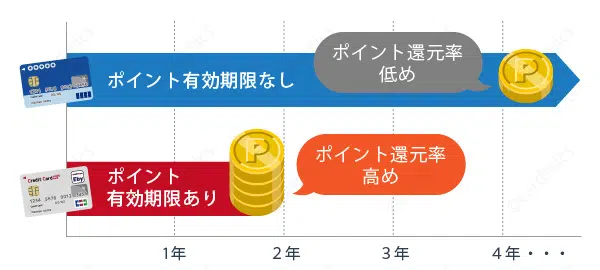 ポイント還元率
低め
ポイント有効期限なし
P
ポイント還元率
高め
Credit Card
ポイント
有効期限あり
P
1年
2年
3年
4年・・・